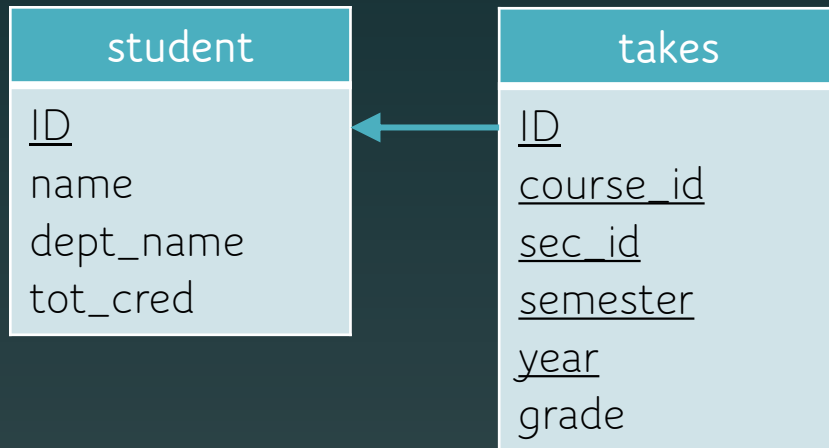 student
ID
name
dept_name
tot_cred
takes
ID
course_id
sec_id
semester
year
grade